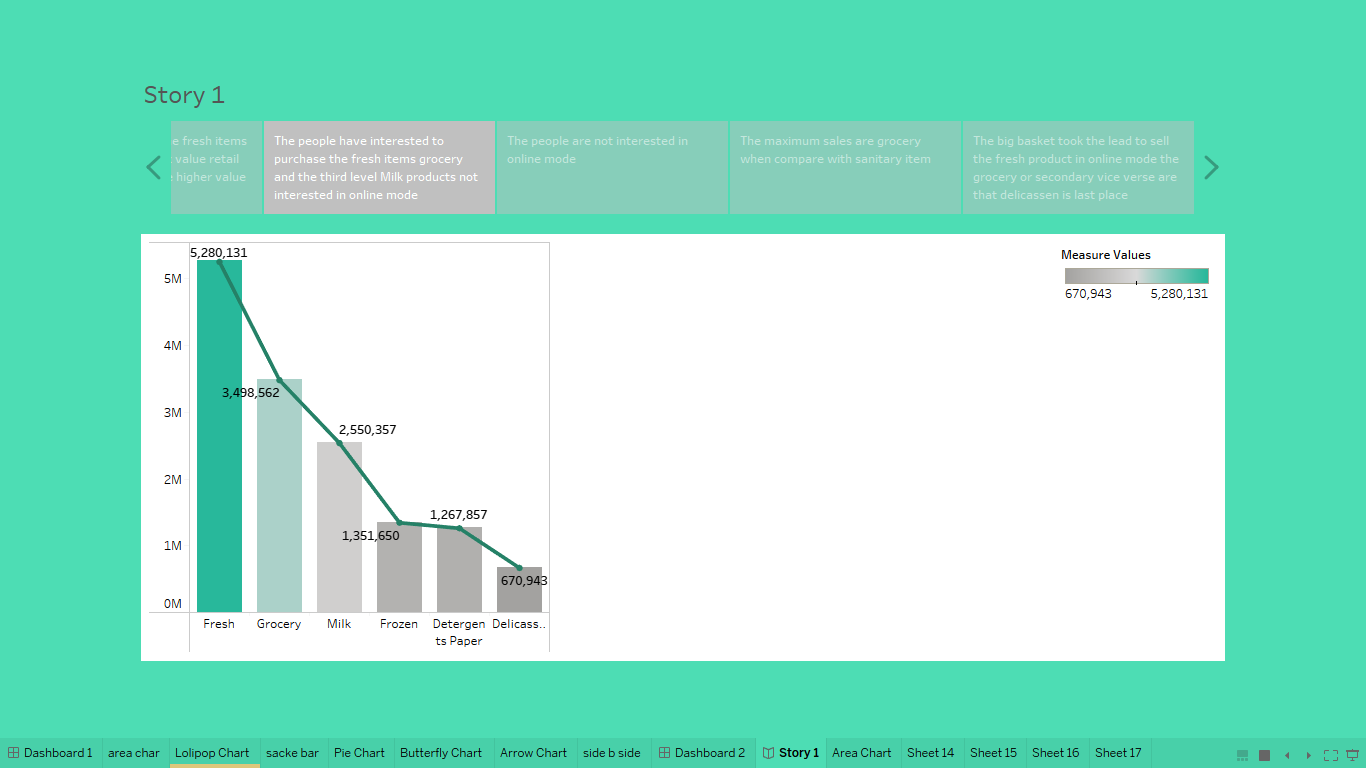 Story 1
e fresh items
value retail
higher value
The people have interested to
purchase the fresh items grocery
and the third level Milk products not
interested in online mode
The people are not interested in
online mode
The maximum sales are grocery
when compare with sanitary item
The big basket took the lead to sell
the fresh product in online mode the
grocery or secondary vice verse are
that delicassen is last place
Measure Values
670,943 5,280,131
5M
4M
3M
2M
1M
0M
5,280,131
3,498,562
2,550,357
1,351,650
1,267,857
670,943
Fresh
Grocery
Milk
Frozen
Detergen
ts Paper
Delicass..
Dashboard 1 area char Lolipop Chart sacke bar Pie Chart Butterfly Chart Arrow Chart side b side Dashboard 2 Story 1 Area Chart Sheet 14 Sheet 15 Sheet 16 Sheet 17